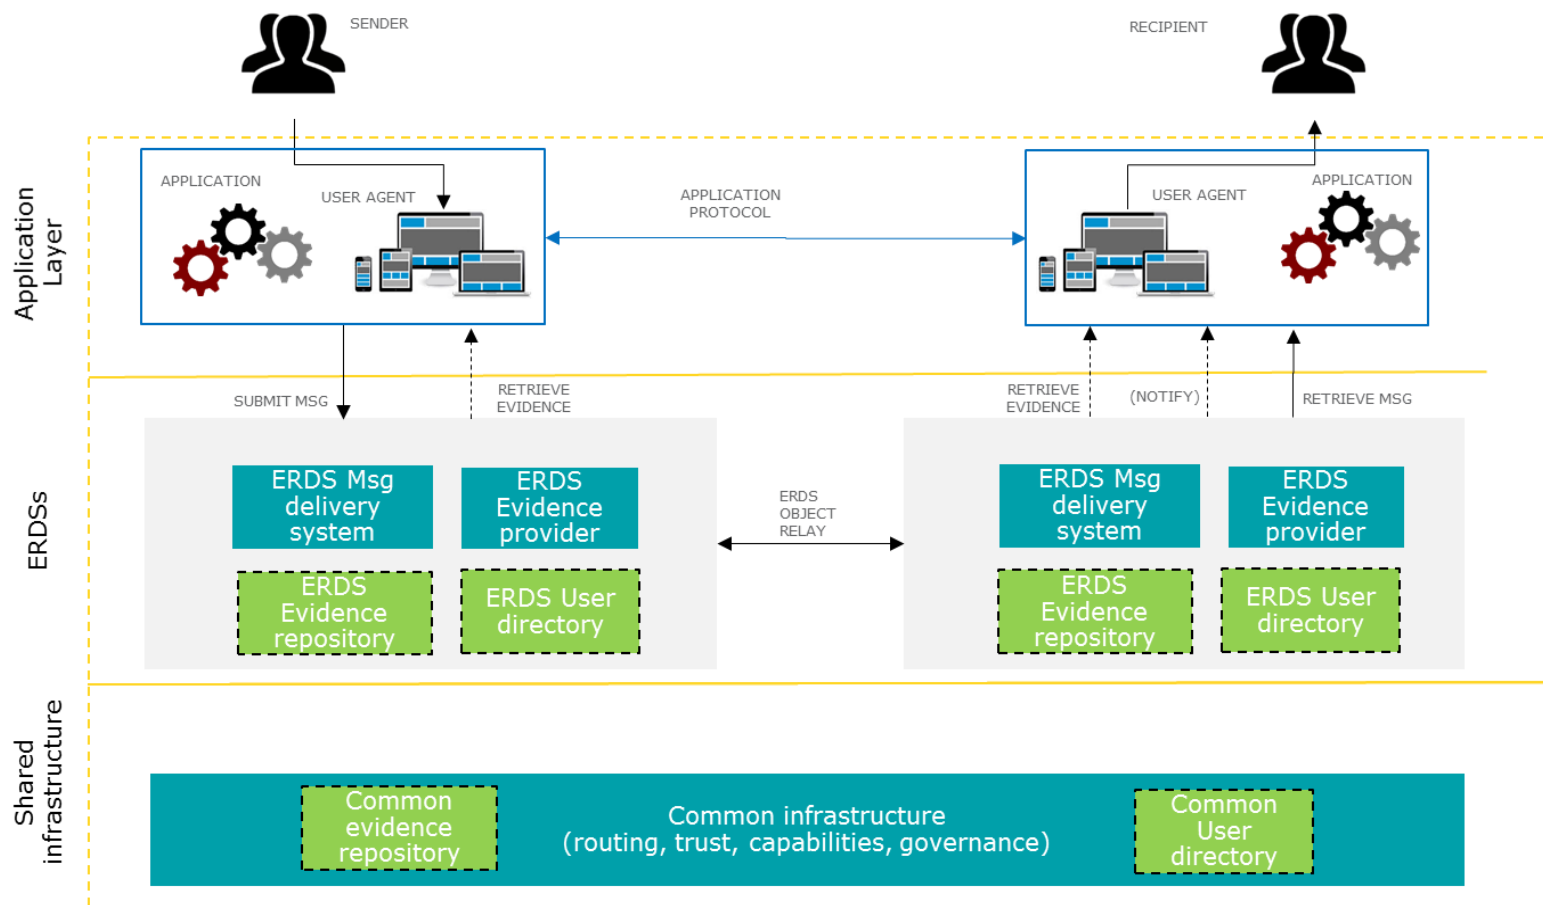 SENDER
RECIPIENT
Application
Layer
APPLICATION
USER AGENT
APPLICATION
PROTOCOL
USER AGENT
APPLICATION
SUBMIT MSG
RETRIEVE
EVIDENCE
RETRIEVE
EVIDENCE
(NOTIFY)
RETRIEVE MSG
ERDSs
ERDS Msg
delivery
system
ERDS
Evidence
provider
ERDS
Evidence
repository
ERDS User
directory
ERDS
OBJECT
RELAY
ERDS Msg
delivery
system
ERDS
Evidence
provider
ERDS
Evidence
repository
ERDS User
directory
Shared
infrastructure
Common
evidence
repository
Common infrastructure
(routing, trust, capabilities, governance)
Common
User
directory